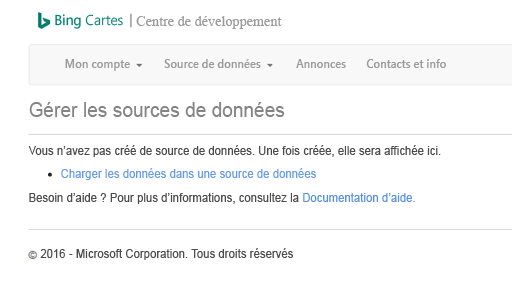 Bing Cartes | Centre de développement
Mon compte Source de données Annonces Contacts et info
Gérer les sources de données
Vous n’avez pas créé de source de données. Une fois créée, elle sera affichée ici.
• Charger les données dans une source de données
Besoin d’aide ? Pour plus d’informations, consultez la Documentation d’aide.
© 2016 - Microsoft Corporation. Tous droits réservés